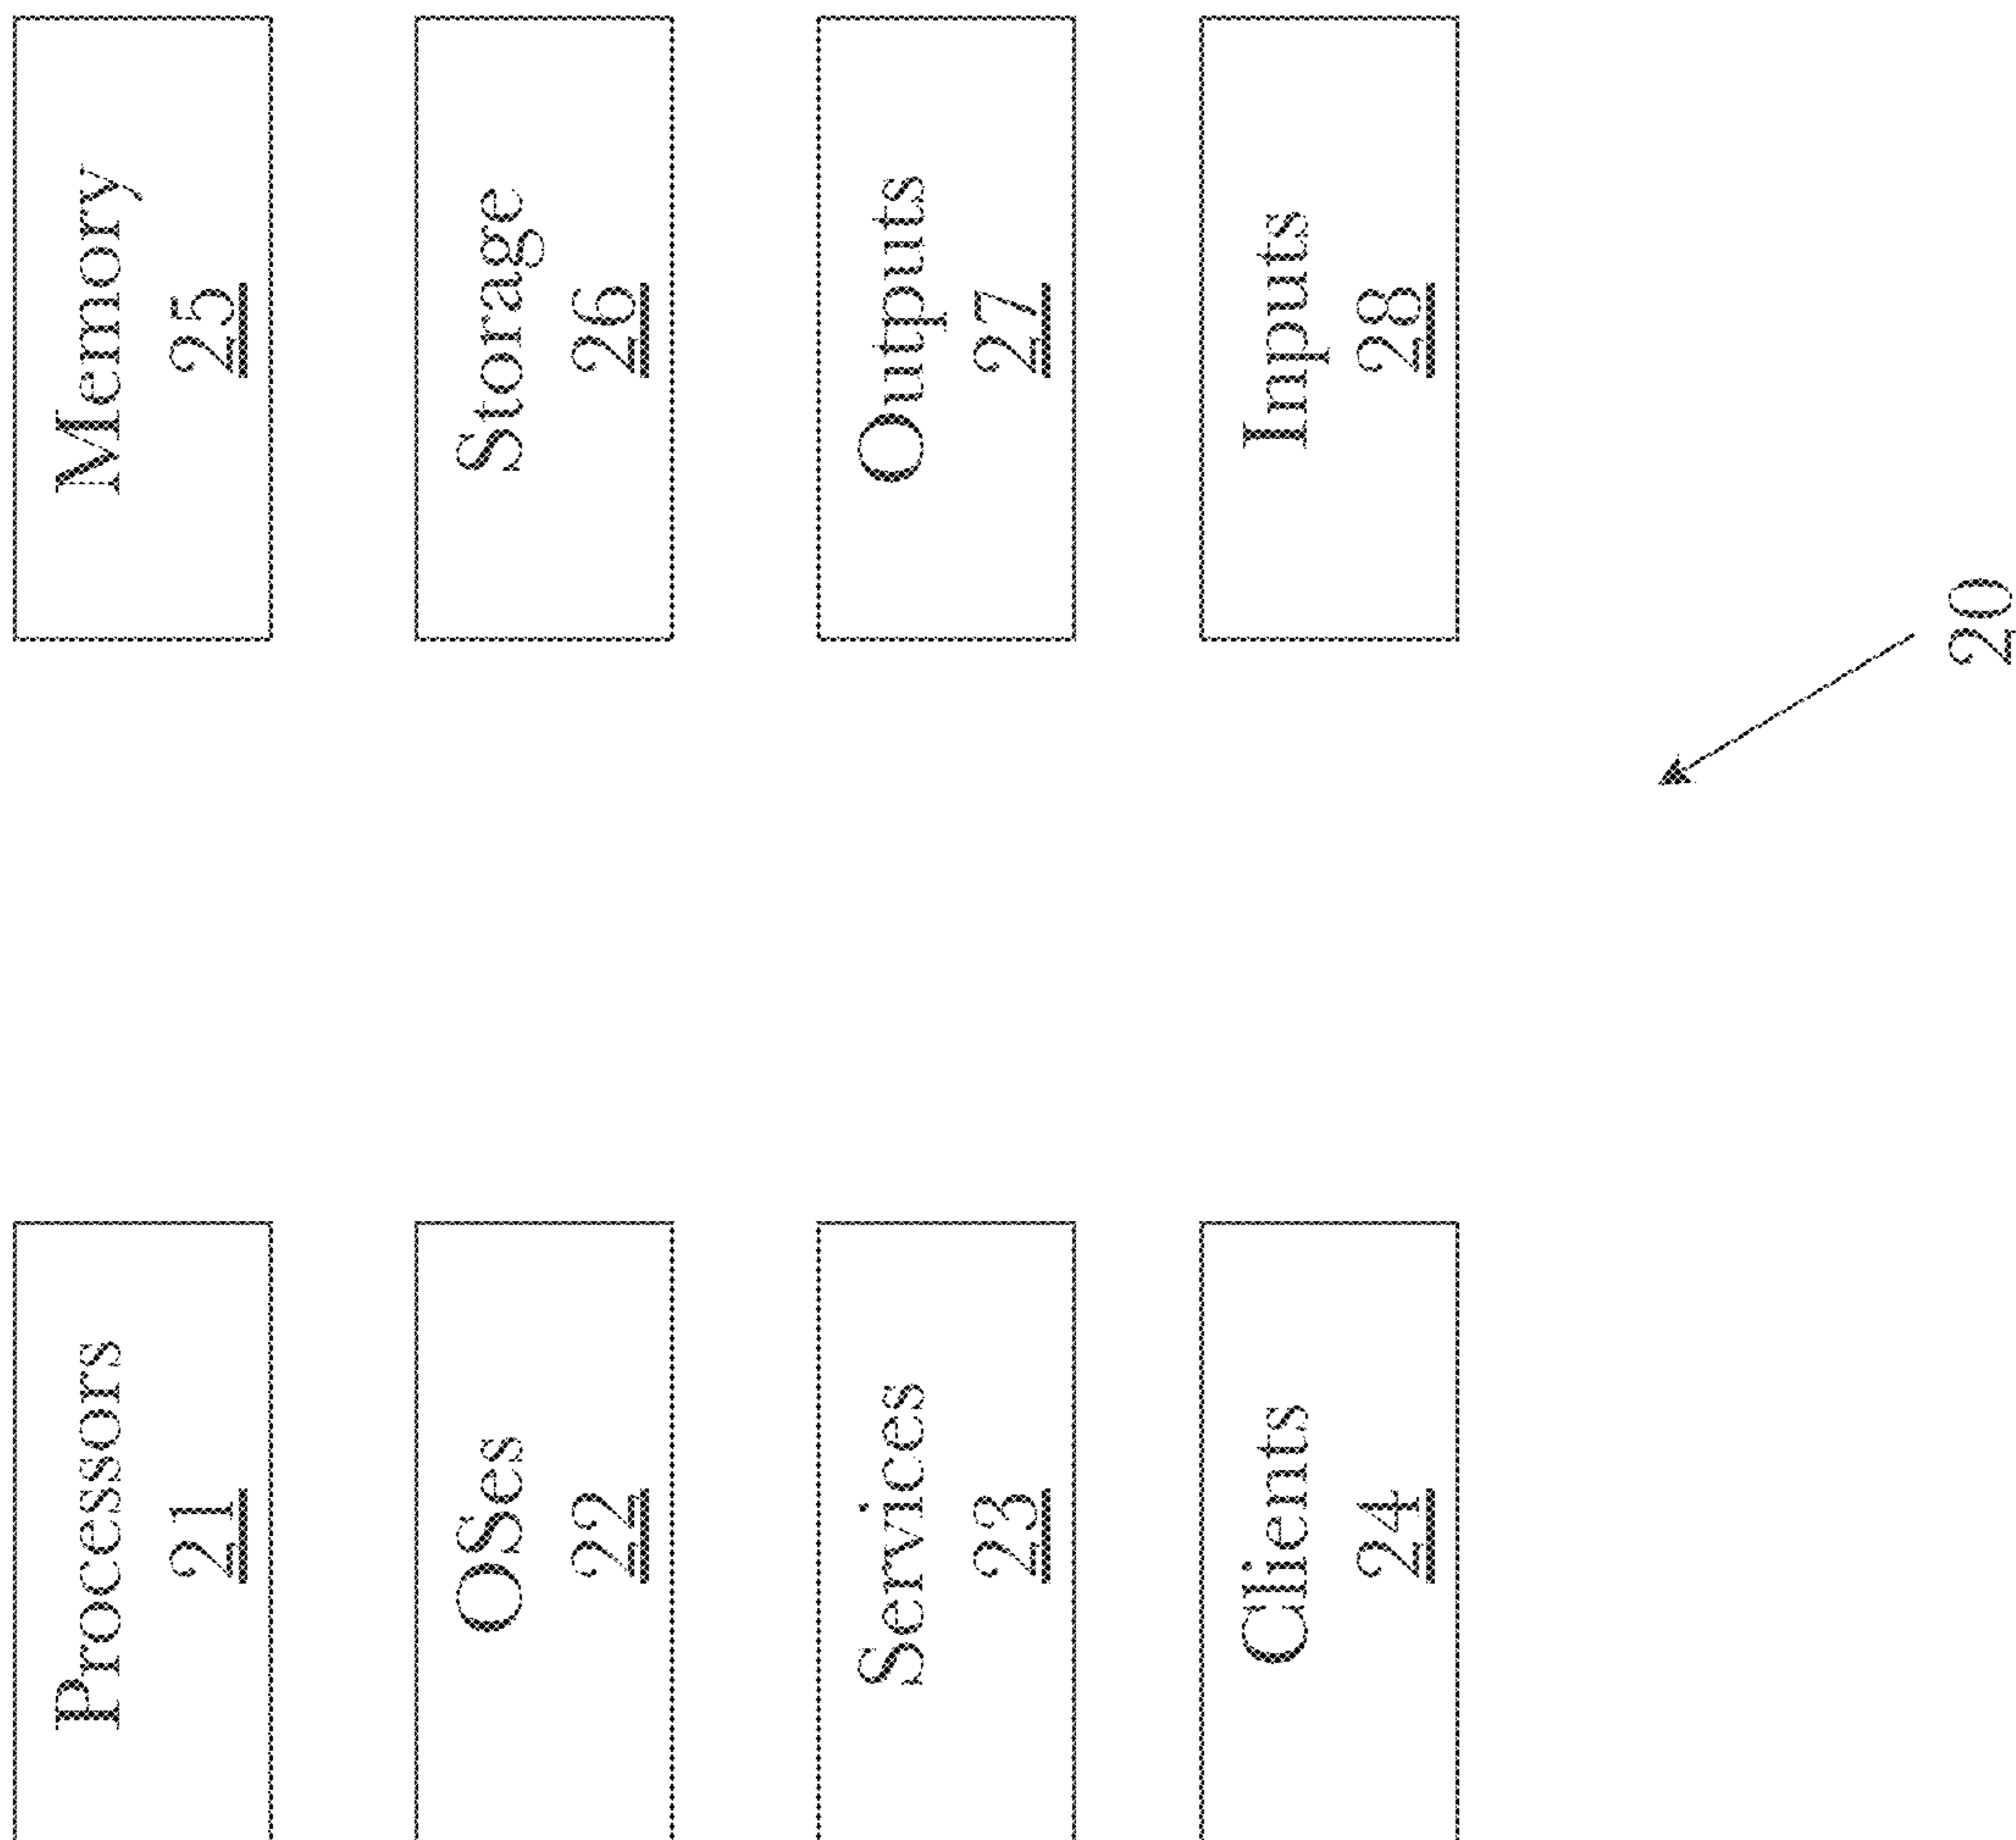 Processors
21
Memory
25
OSes
22
Storage
26
Services
23
Outputs
27
Clients
24
Inputs
28
20